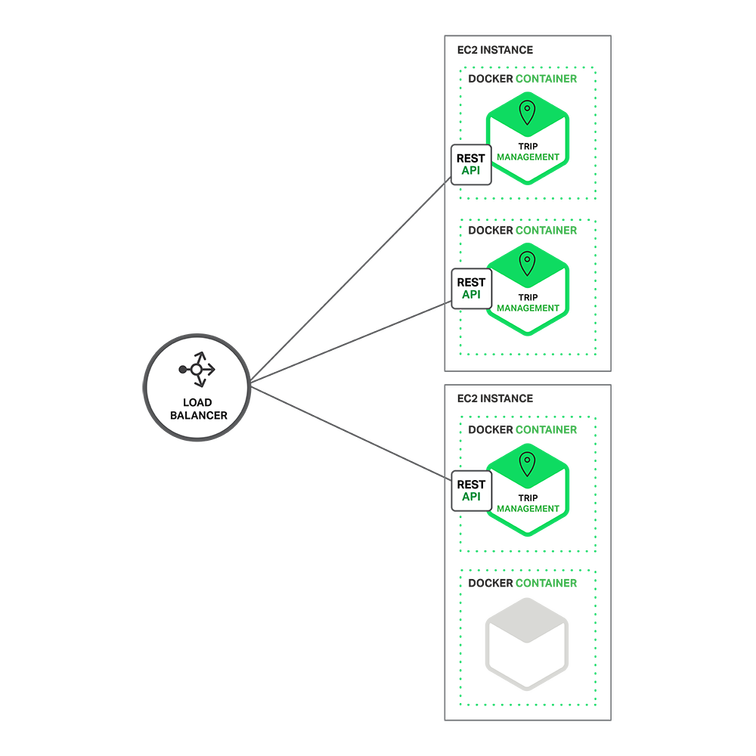 EC2 INSTANCE
DOCKER CONTAINER
TRIP
MANAGEMENT
REST
API
DOCKER CONTAINER
TRIP
MANAGEMENT
REST
API
LOAD
BALANCER
EC2 INSTANCE
DOCKER CONTAINER
TRIP
MANAGEMENT
REST
API
DOCKER CONTAINER